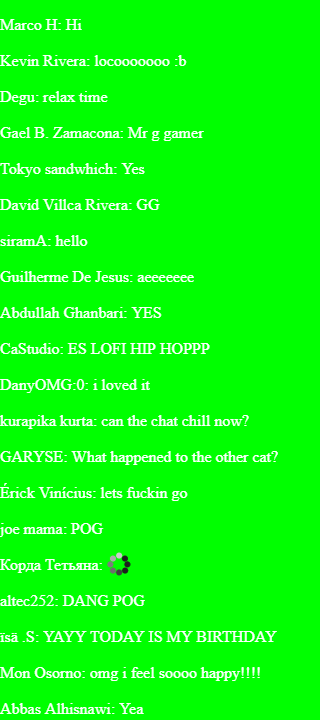 Marco H: Hi
Kevin Rivera: locooooooo :b
Degu: relax time
Gael B. Zamacona: Mr g gamer
Tokyo sandwhich: Yes
David Villca Rivera: GG
siramA: hello
Guilherme De Jesus: aeeeeeee
Abdullah Ghanbari: YES
CaStudio: ES LOFI HIP HOPPP
DanyOMG:0: i loved it
kurapika kurta: can the chat chill now?
GARYSE: What happened to the other cat?
Érick Vinícius: lets fuckin go
joe mama: POG
Корда Тетьяна:
altec252: DANG POG
ïsä .S: YAYY TODAY IS MY BIRTHDAY
Mon Osorno: omg i feel soooo happy!!!!
Abbas Alhisnawi: Yea